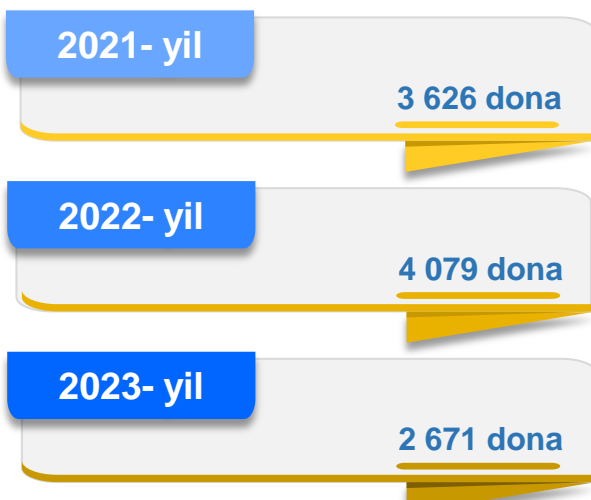 2021- yil
3 626 dona
2022- yil
4 079 dona
2023- yil
2 671 dona